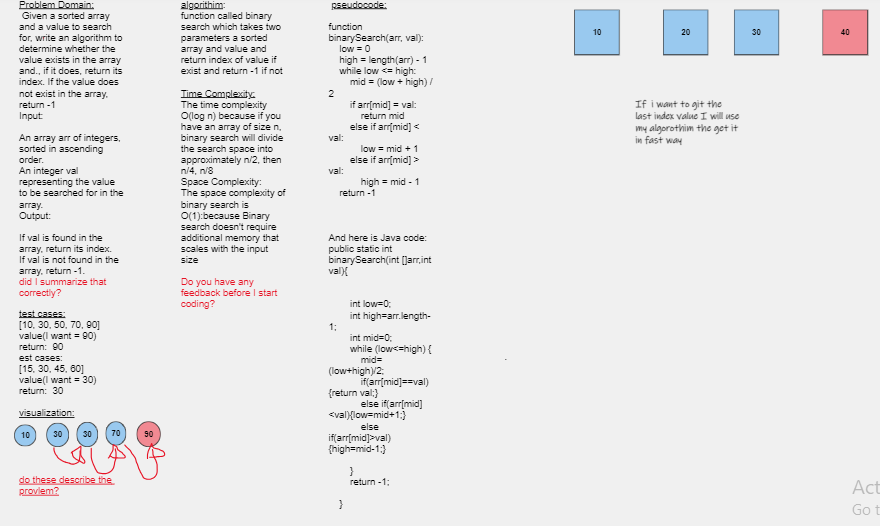 Problem Domain:
Given a sorted array
and a value to search
for, write an algorithm to
determine whether the
value exists in the array
and., if it does, return its
index. If the value does
not exist in the array,
return -1
Input:
An array arr of integers,
sorted in ascending
order.
An integer val
representing the value
to be searched for in the
array.
Output:
If val is found in the
array, return its index.
If val is not found in the
array, return -1.
did I summarize that
correctly?
test cases:
[10, 30, 50, 70, 90]
value(I want = 90)
return: 90
est cases:
[15, 30, 45, 60]
value(I want = 30)
return: 30
visualization:
10 30 30 70 90
do these describe the
provlem?
algorithm:
function called binary
search which takes two
parameters a sorted
array and value and
return index of value if
exist and return -1 if not
Time Complexity:
The time complexity
O(log n) because if you
have an array of size n,
binary search will divide
the search space into
approximately n/2, then
n/4, n/8
Space Complexity:
The space complexity of
binary search is
O(1):because Binary
search doesn't require
additional memory that
scales with the input
size
Do you have any
feedback before I start
coding?
pseudocode:
function
binarySearch(arr, val):
low = 0
high = length(arr) - 1
while low <= high:
mid = (low + high) /
2
if arr[mid] = val:
return mid
else if arr[mid] <
val:
low = mid + 1
else if arr[mid] >
val:
high = mid - 1
return -1
And here is Java code:
public static int
binarySearch(int []arr,int
val){
int low=0;
int high=arr.length-
1;
int mid=0;
while (low<=high) {
mid=
(low+high)/2;
if(arr[mid]==val)
{return val;}
else if(arr[mid]
<val){low=mid+1;}
else
if(arr[mid]>val)
{high=mid-1;}
}
return -1;
}
10 20 30 40
If i want to git the
last index value I will use
my algorothim the get it
in fast way
Act
Go t